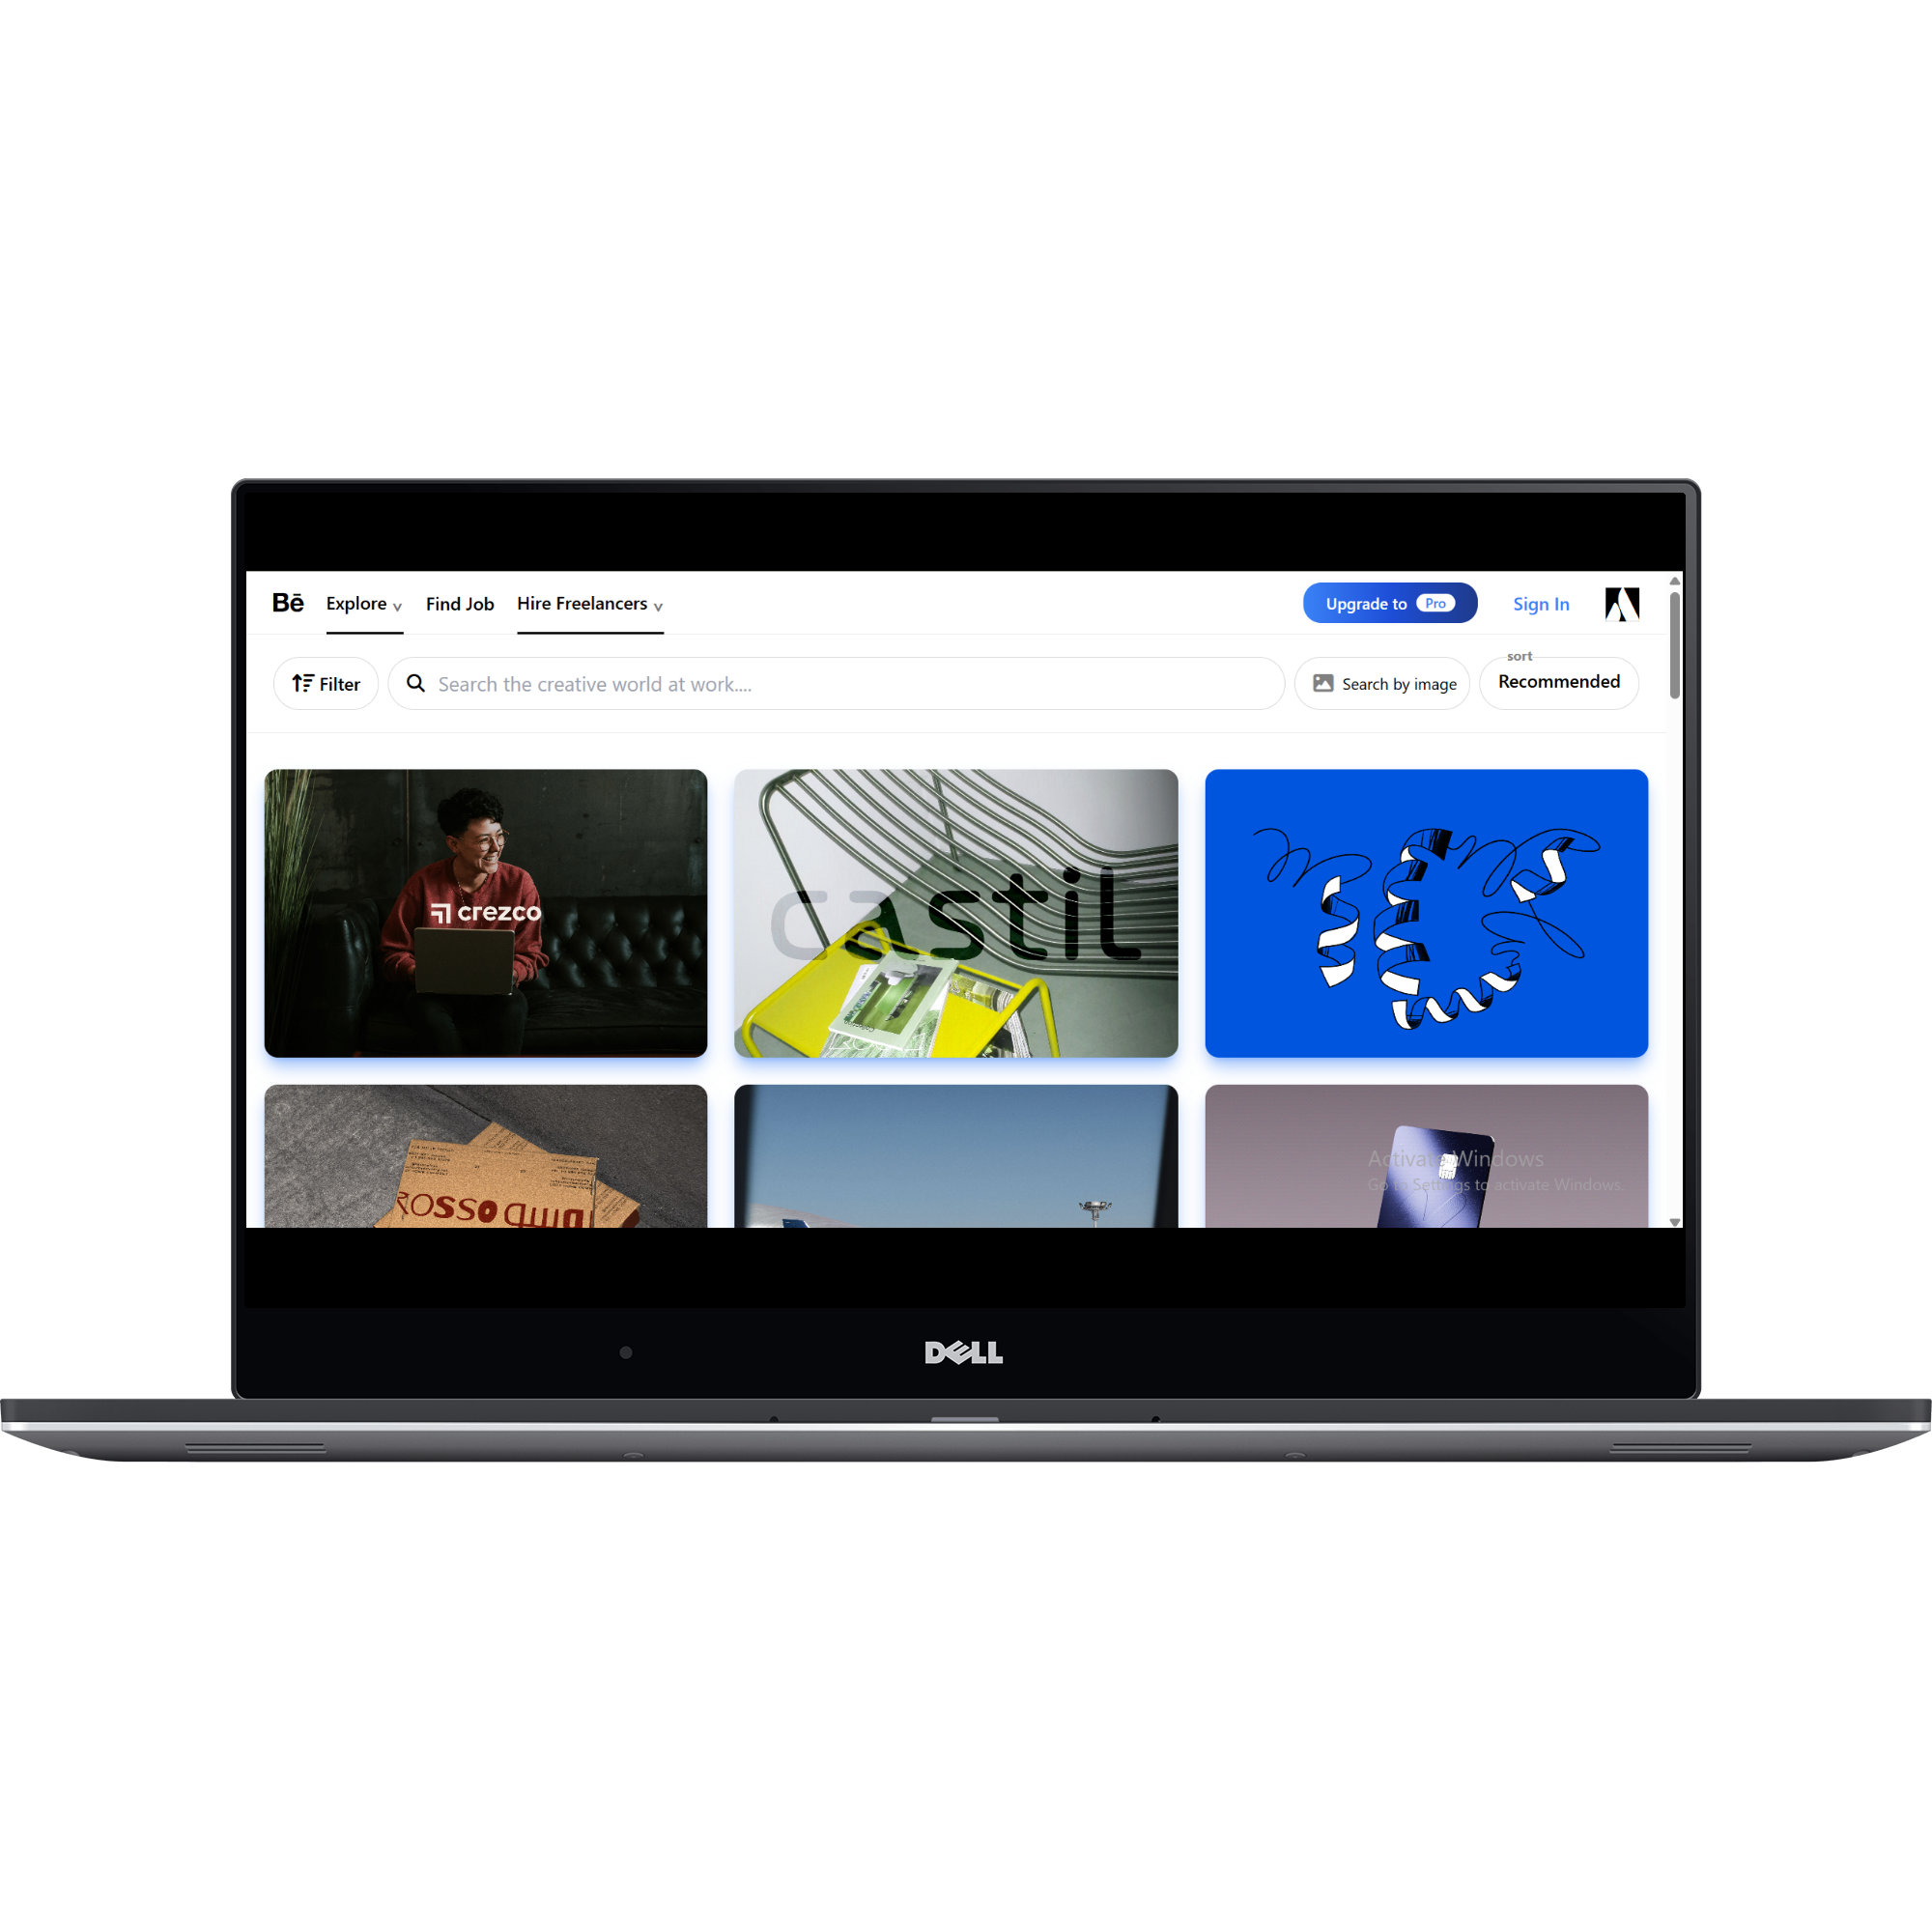 Bē Explore Find Job Hire Freelancers Upgrade to Pro Sign In
sort
Filter Search the creative world at work.... Search by image Recommended
crezco
castil
ROSSO
Activate Windows
Go to Settings to activate Windows.
DELL